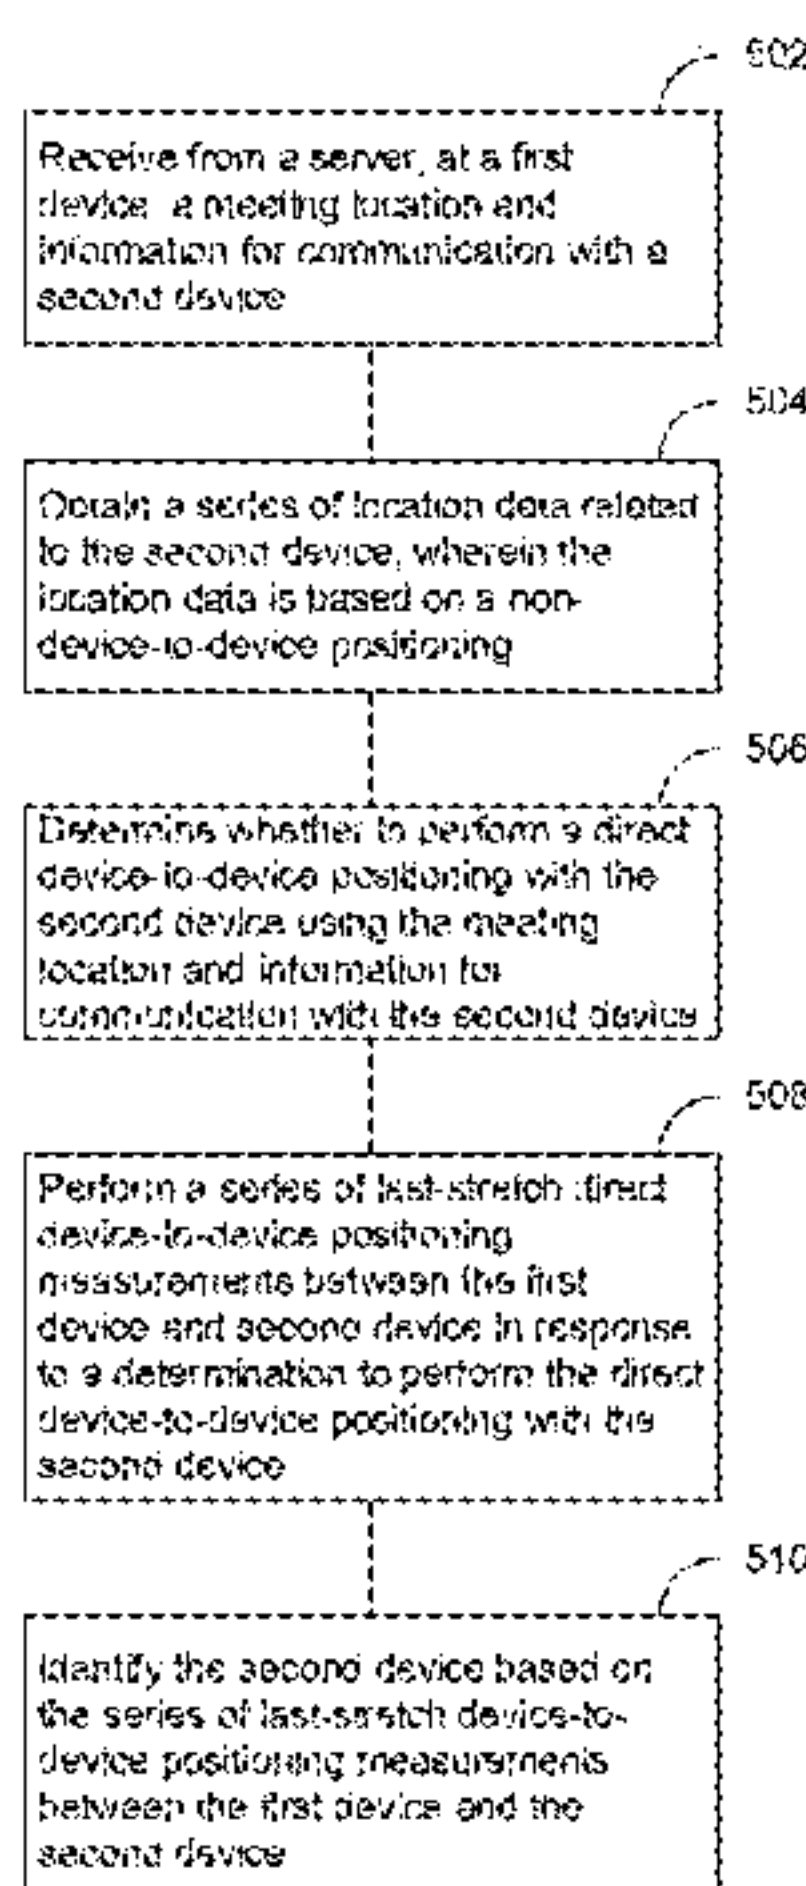 502
Receive from a server, at a first
device, a meeting location and
information for communication with a
second device
504
Obtain a series of location data related
to the second device, wherein the
location data is based on a non-
device-to-device positioning
506
Determine whether to perform a direct
device-to-device positioning with the
second device using the meeting
location and information for
communication with the second device
508
Perform a series of last-stretch direct
device-to-device positioning
measurements between the first
device and second device in response
to a determination to perform the direct
device-to-device positioning with the
second device
510
Identify the second device based on
the series of last-stretch device-to-
device positioning measurements
between the first device and the
second device